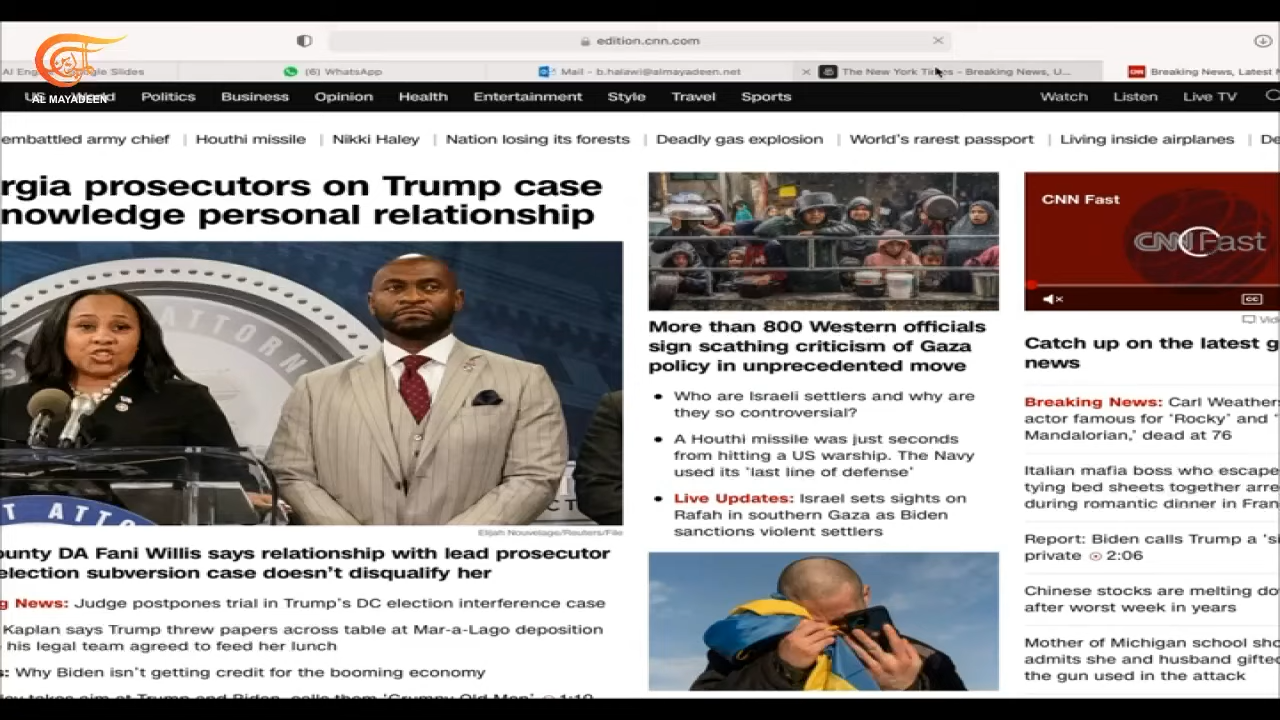 AL MAYADEEN
edition.cnn.com
AI Eng
gle Slides
(6) WhatsApp
Mail - b.halawi@almayadeen.net
The New York Times - Breaking News, U...
Breaking News, Latest N
US
World
Politics
Business
Opinion
Health
Entertainment
Style
Travel
Sports
Watch
Listen
Live TV
embattled army chief
Houthi missile
Nikki Haley
Nation losing its forests
Deadly gas explosion
World's rarest passport
Living inside airplanes
De
rgia prosecutors on Trump case
nowledge personal relationship
ATTORN
T ATTO
Elijah Nouvelage/Reuters/File
ounty DA Fani Willis says relationship with lead prosecutor
election subversion case doesn't disqualify her
g News: Judge postpones trial in Trump's DC election interference case
Kaplan says Trump threw papers across table at Mar-a-Lago deposition
his legal team agreed to feed her lunch
s: Why Biden isn't getting credit for the booming economy
ley takes aim at Trump and Biden, calls them 'Grumpy Old Men' 1:10
More than 800 Western officials
sign scathing criticism of Gaza
policy in unprecedented move
• Who are Israeli settlers and why are
they so controversial?
• A Houthi missile was just seconds
from hitting a US warship. The Navy
used its 'last line of defense'
• Live Updates: Israel sets sights on
Rafah in southern Gaza as Biden
sanctions violent settlers
CNN Fast
CNN Fast
CC
Vid
Catch up on the latest g
news
Breaking News: Carl Weathers
actor famous for 'Rocky' and '
Mandalorian,' dead at 76
Italian mafia boss who escape
tying bed sheets together arre
during romantic dinner in Fran
Report: Biden calls Trump a 'si
private 2:06
Chinese stocks are melting do
after worst week in years
Mother of Michigan school sho
admits she and husband gifted
the gun used in the attack